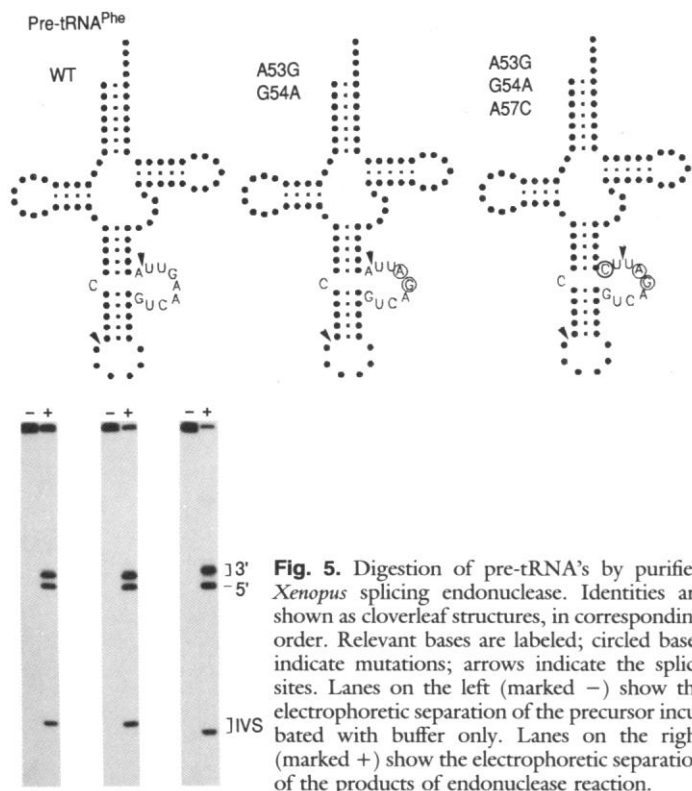 Pre-tRNA^Phe
WT
A53G
G54A
A53G
G54A
A57C
C
A U U G A A G U C A
C
A U U A G A C U G
C
C U U A G A C U G
− +
− +
− +
]3'
- 5'
]IVS
Fig. 5. Digestion of pre-tRNA's by purifie
Xenopus splicing endonuclease. Identities ar
shown as cloverleaf structures, in correspondin
order. Relevant bases are labeled; circled base
indicate mutations; arrows indicate the splic
sites. Lanes on the left (marked −) show th
electrophoretic separation of the precursor incu
bated with buffer only. Lanes on the righ
(marked +) show the electrophoretic separatio
of the products of endonuclease reaction.